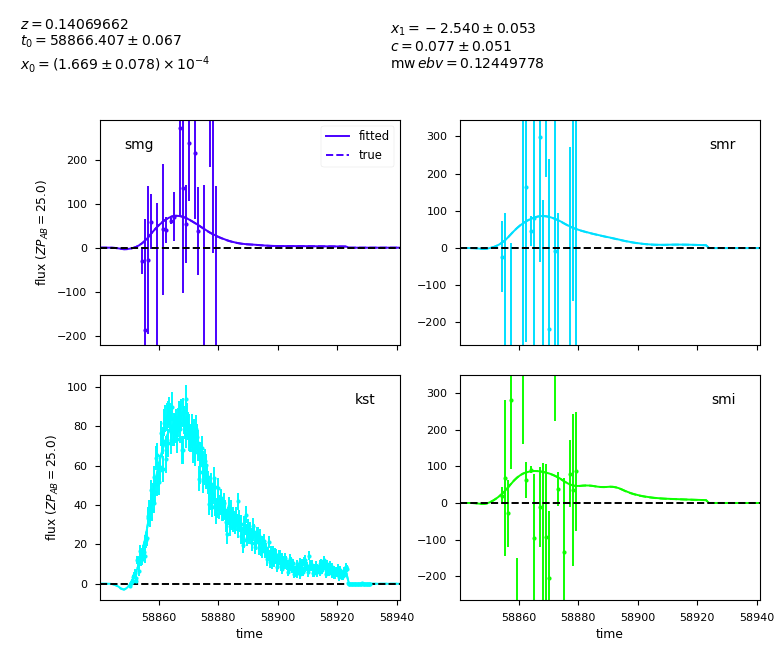 z = 0.14069662
t₀ = 58866.407 ± 0.067
x₀ = (1.669 ± 0.078) × 10⁻⁴
x₁ = −2.540 ± 0.053
c = 0.077 ± 0.051
mw ebv = 0.12449778
smg
fitted
true
200
100
0
−100
−200
flux (ZP_AB = 25.0)
smr
300
200
100
0
−100
−200
kst
100
80
60
40
20
0
flux (ZP_AB = 25.0)
58860 58880 58900 58920 58940
time
smi
300
200
100
0
−100
−200
58860 58880 58900 58920 58940
time